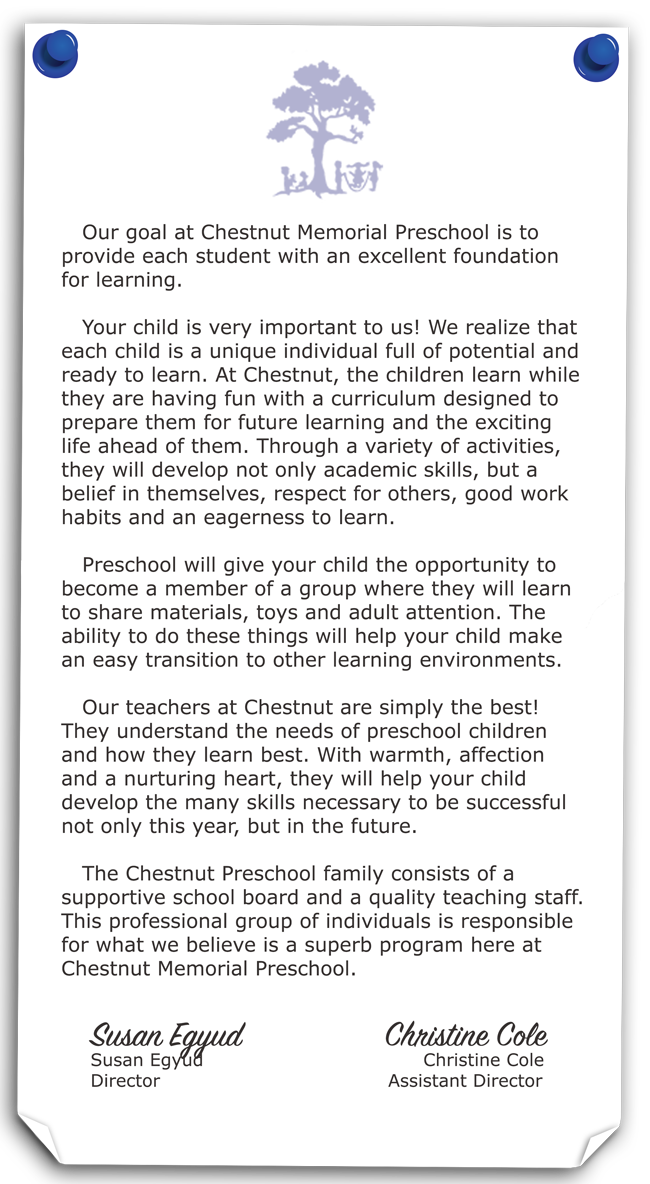 Our goal at Chestnut Memorial Preschool is to
provide each student with an excellent foundation
for learning.
Your child is very important to us! We realize that
each child is a unique individual full of potential and
ready to learn. At Chestnut, the children learn while
they are having fun with a curriculum designed to
prepare them for future learning and the exciting
life ahead of them. Through a variety of activities,
they will develop not only academic skills, but a
belief in themselves, respect for others, good work
habits and an eagerness to learn.
Preschool will give your child the opportunity to
become a member of a group where they will learn
to share materials, toys and adult attention. The
ability to do these things will help your child make
an easy transition to other learning environments.
Our teachers at Chestnut are simply the best!
They understand the needs of preschool children
and how they learn best. With warmth, affection
and a nurturing heart, they will help your child
develop the many skills necessary to be successful
not only this year, but in the future.
The Chestnut Preschool family consists of a
supportive school board and a quality teaching staff.
This professional group of individuals is responsible
for what we believe is a superb program here at
Chestnut Memorial Preschool.
Susan Egyud Christine Cole
Susan Egyud Christine Cole
Director Assistant Director